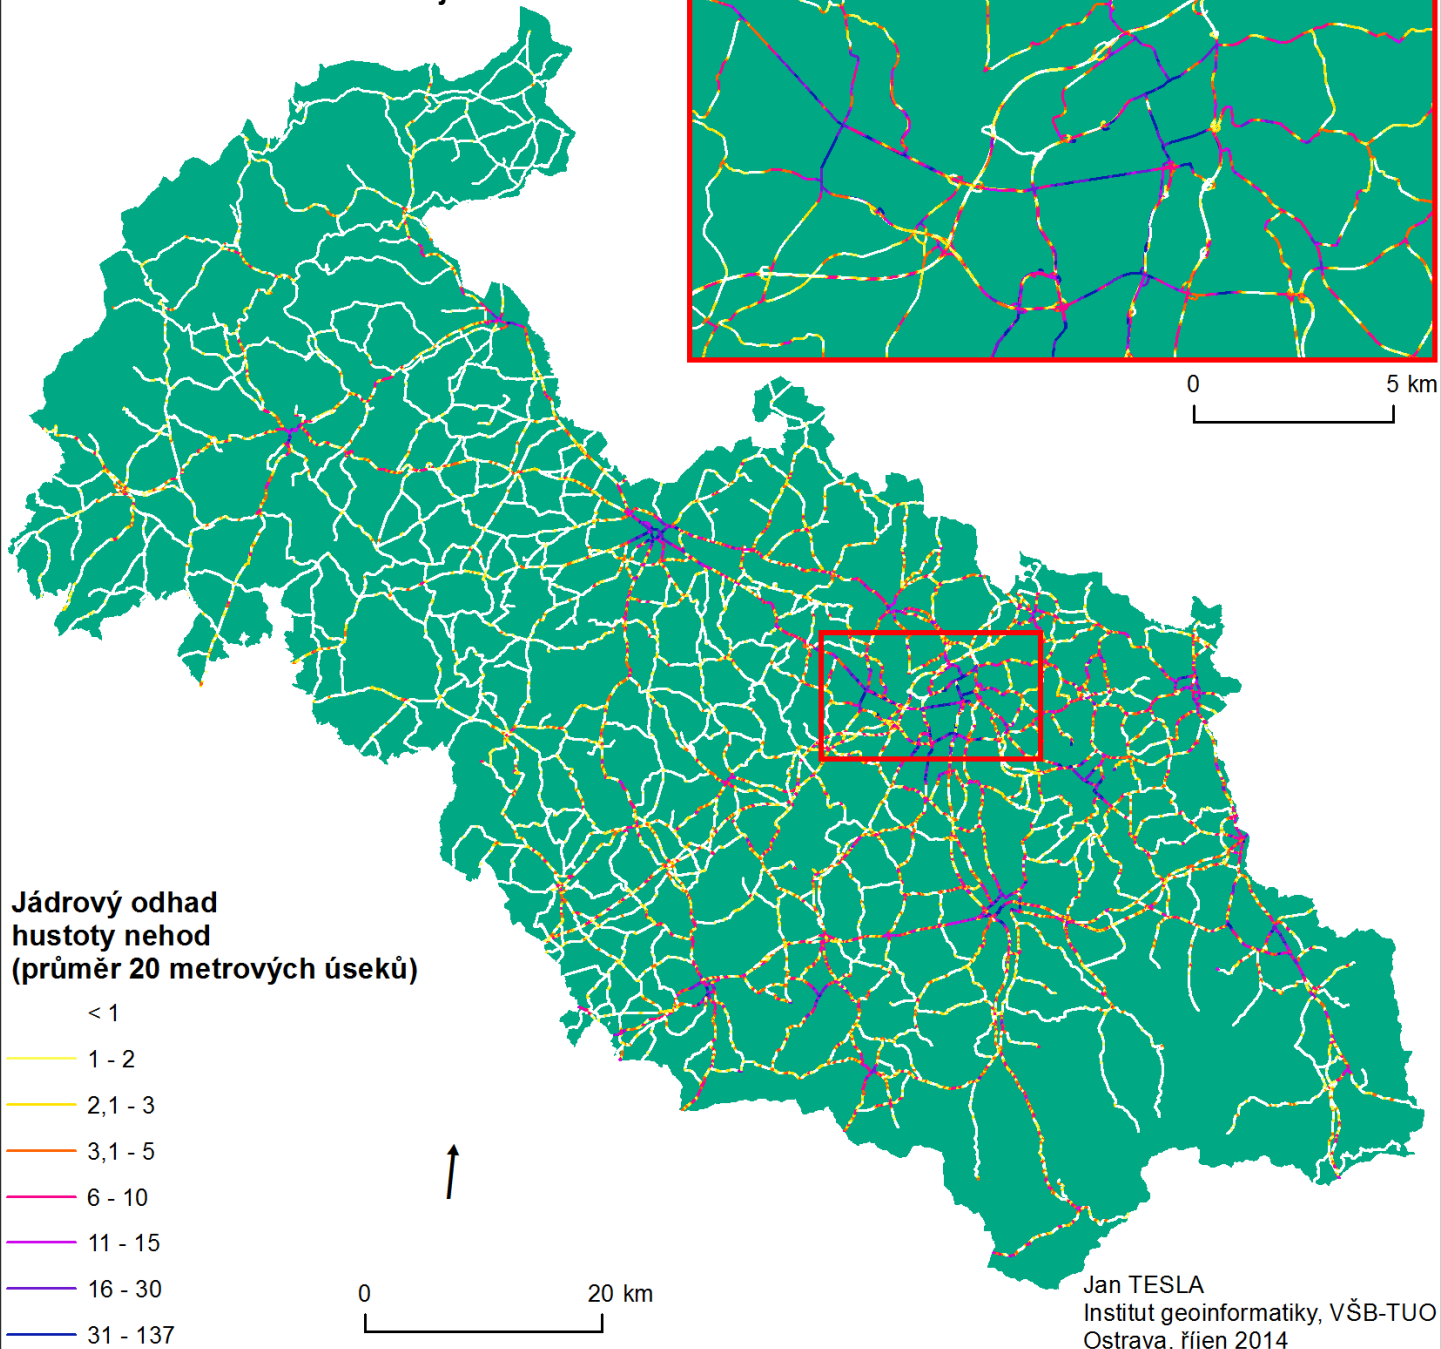 0 5 km
Jádrový odhad
hustoty nehod
(průměr 20 metrových úseků)
< 1
1 - 2
2,1 - 3
3,1 - 5
6 - 10
11 - 15
16 - 30
31 - 137
0 20 km
Jan TESLA
Institut geoinformatiky, VŠB-TUO
Ostrava, říjen 2014